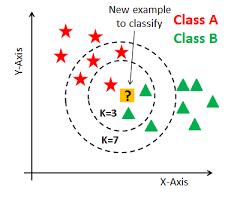 New example
to classify
Class A
Class B
Y-Axis
?
K=3
K=7
X-Axis